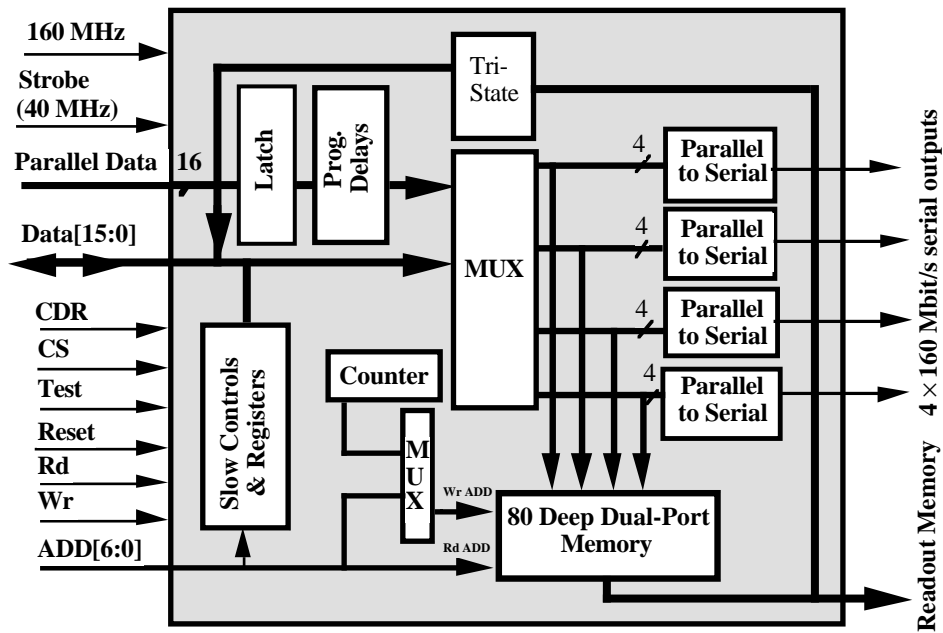 160 MHz
Strobe
(40 MHz)
Parallel Data
16
Data[15:0]
CDR
CS
Test
Reset
Rd
Wr
ADD[6:0]
Latch
Prog.
Delays
Tri-
State
MUX
Slow Controls
& Registers
Counter
M
U
X
Wr ADD
Rd ADD
80 Deep Dual-Port
Memory
4
Parallel
to Serial
4
Parallel
to Serial
4
Parallel
to Serial
4
Parallel
to Serial
4 × 160 Mbit/s serial outputs
Readout Memory